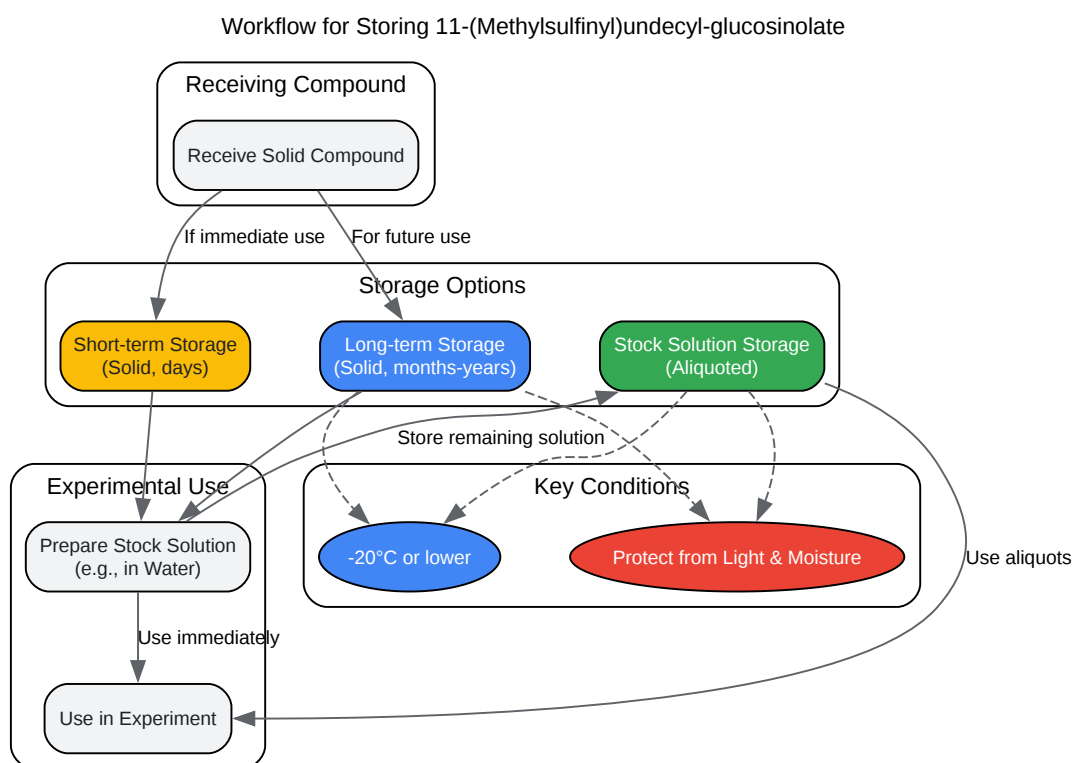 Workflow for Storing 11-(Methylsulfinyl)undecyl-glucosinolate
Receiving Compound
Receive Solid Compound
If immediate use
For future use
Storage Options
Short-term Storage
(Solid, days)
Long-term Storage
(Solid, months-years)
Stock Solution Storage
(Aliquoted)
Store remaining solution
Experimental Use
Key Conditions
Prepare Stock Solution
(e.g., in Water)
-20°C or lower
Protect from Light & Moisture
Use aliquots
Use immediately
Use in Experiment